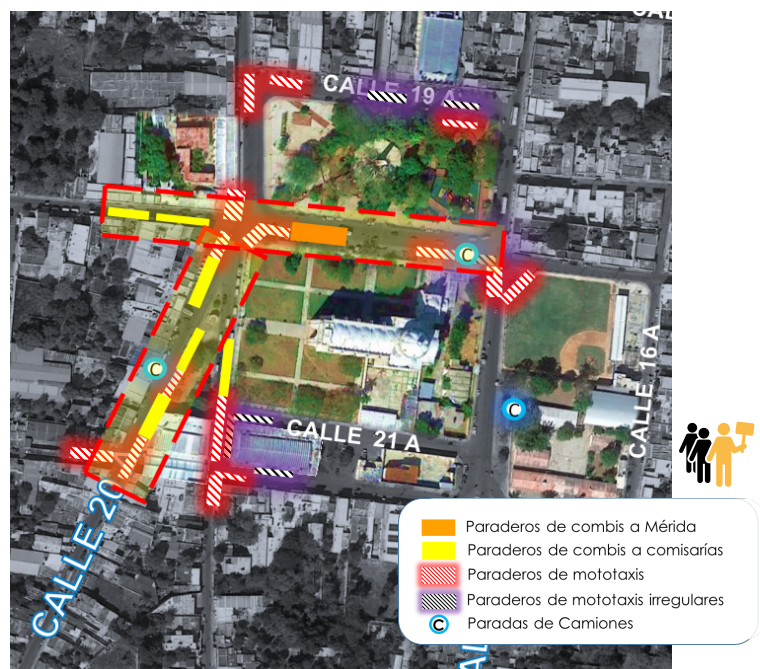 CALLE 19 A
CALLE 16 A
CALLE 21 A
CALLE 20
C
C
C
Paraderos de combis a Mérida
Paraderos de combis a comisarías
Paraderos de mototaxis
Paraderos de mototaxis irregulares
C Paradas de Camiones